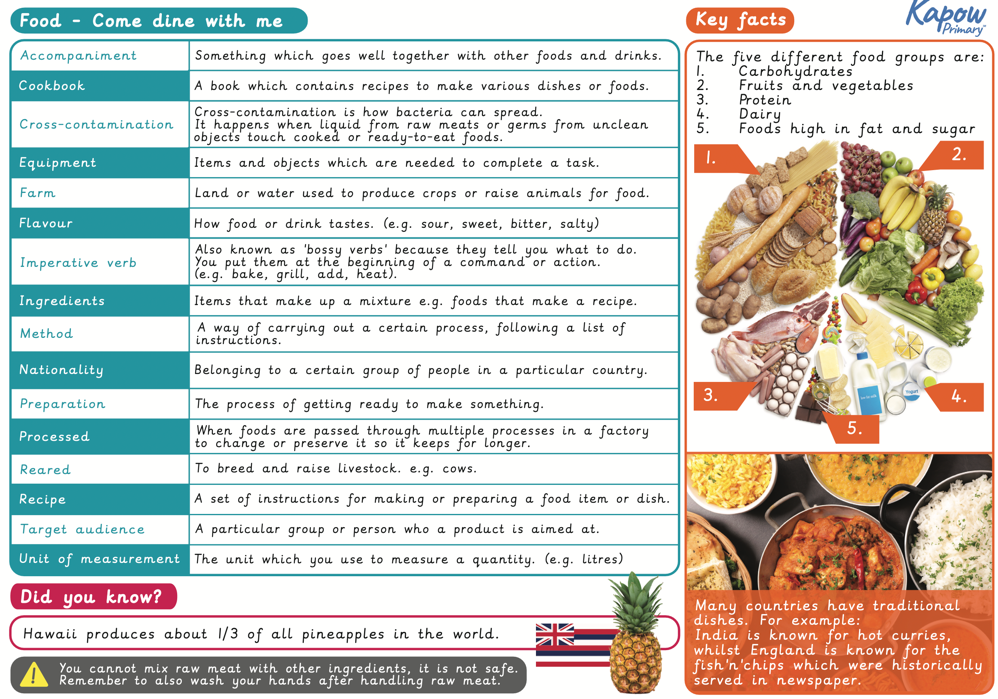 Food - Come dine with me
Accompaniment
Something which goes well together with other foods and drinks.
Cookbook
A book which contains recipes to make various dishes or foods.
Cross-contamination
Cross-contamination is how bacteria can spread.
It happens when liquid from raw meats or germs from unclean
objects touch cooked or ready-to-eat foods.
Equipment
Items and objects which are needed to complete a task.
Farm
Land or water used to produce crops or raise animals for food.
Flavour
How food or drink tastes. (e.g. sour, sweet, bitter, salty)
Imperative verb
Also known as 'bossy verbs' because they tell you what to do.
You put them at the beginning of a command or action.
(e.g. bake, grill, add, heat).
Ingredients
Items that make up a mixture e.g. foods that make a recipe.
Method
A way of carrying out a certain process, following a list of
instructions.
Nationality
Belonging to a certain group of people in a particular country.
Preparation
The process of getting ready to make something.
Processed
When foods are passed through multiple processes in a factory
to change or preserve it so it keeps for longer.
Reared
To breed and raise livestock. e.g. cows.
Recipe
A set of instructions for making or preparing a food item or dish.
Target audience
A particular group or person who a product is aimed at.
Unit of measurement
The unit which you use to measure a quantity. (e.g. litres)
Did you know?
Hawaii produces about 1/3 of all pineapples in the world.
You cannot mix raw meat with other ingredients, it is not safe.
Remember to also wash your hands after handling raw meat.
Key facts
Kapow
Primary™
The five different food groups are:
1. Carbohydrates
2. Fruits and vegetables
3. Protein
4. Dairy
5. Foods high in fat and sugar
1.
2.
3.
4.
5.
Many countries have traditional
dishes. For example:
India is known for hot curries,
whilst England is known for the
fish'n'chips which were historically
served in newspaper.